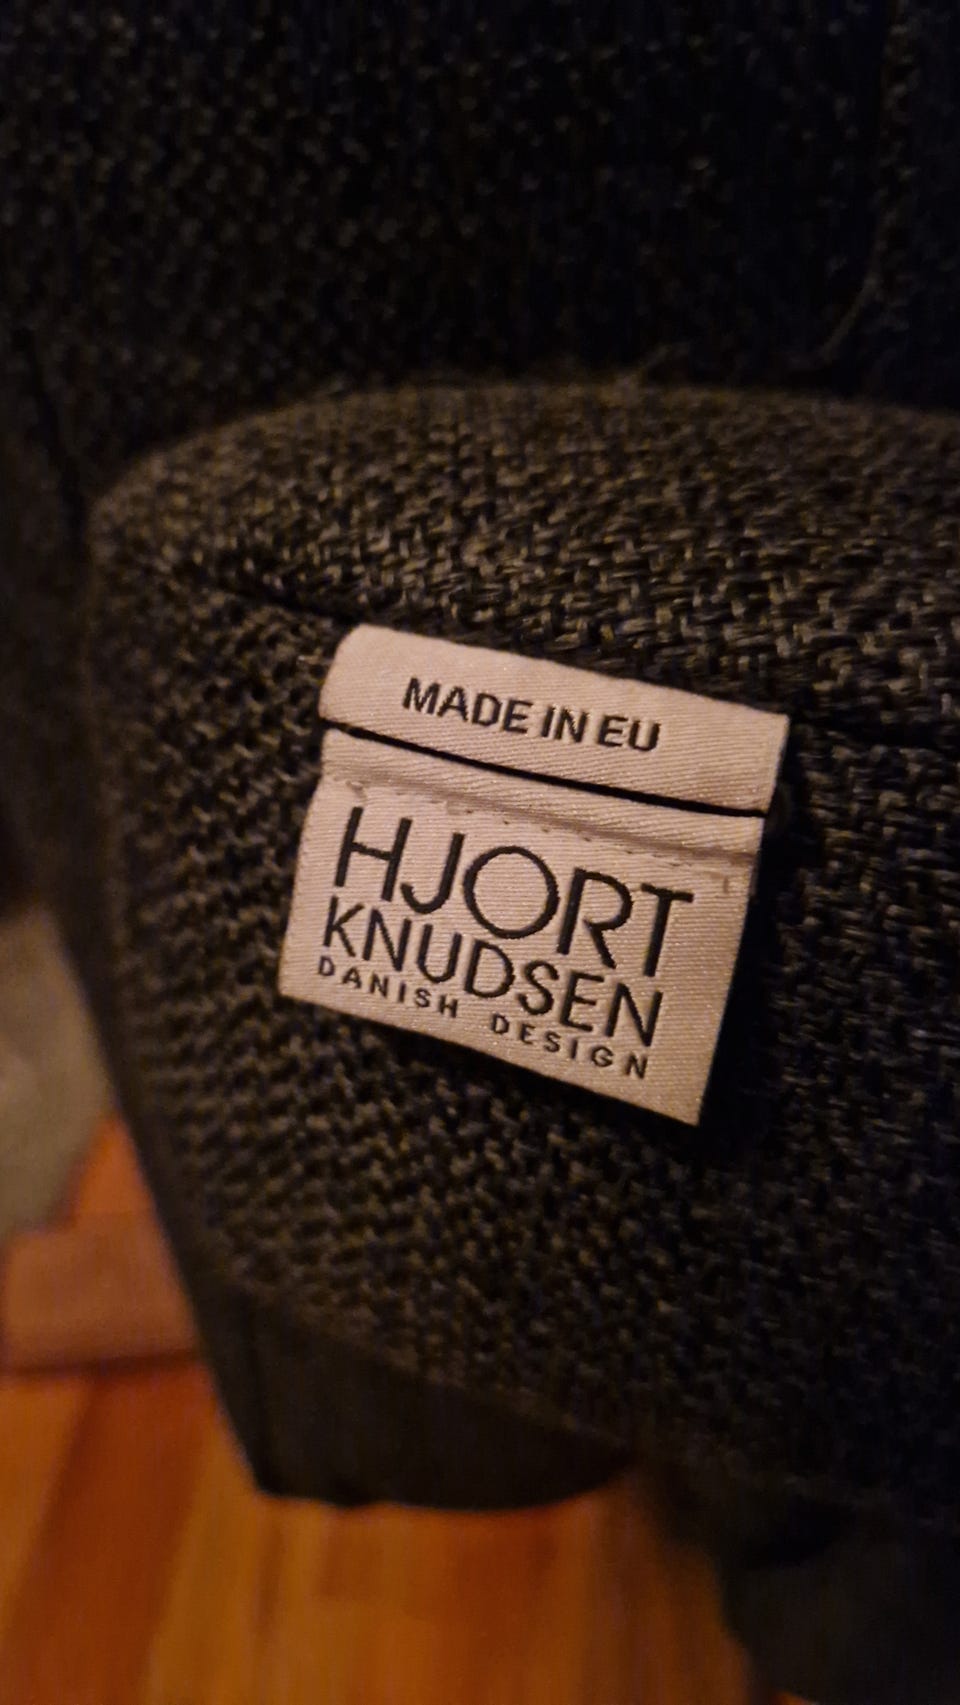 MADE IN EU
HJORT
KNUDSEN
DANISH DESIGN